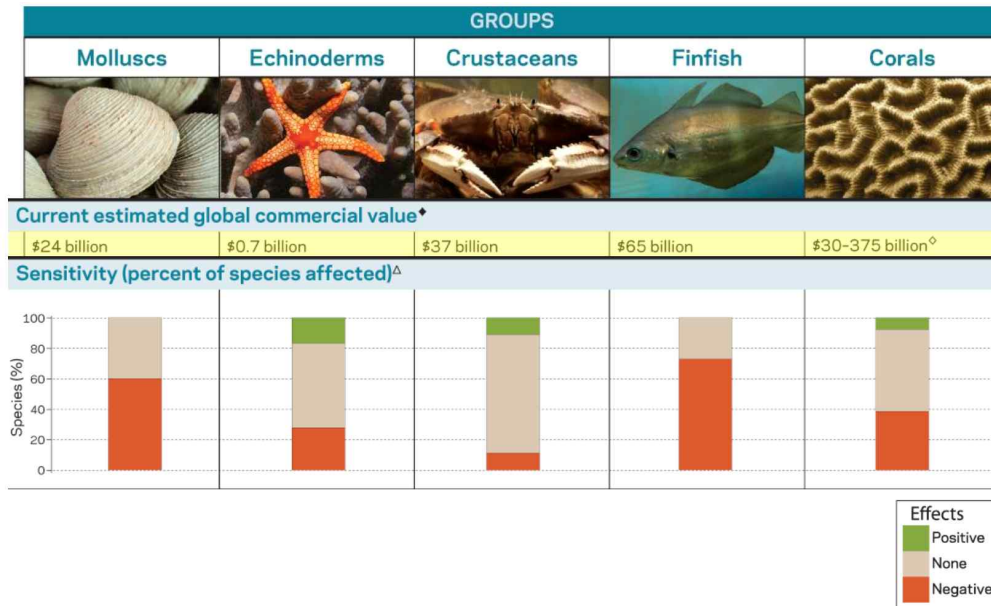 GROUPS
Molluscs Echinoderms Crustaceans Finfish Corals
Current estimated global commercial value♦
$24 billion $0.7 billion $37 billion $65 billion $30-375 billion◇
Sensitivity (percent of species affected)△
100
80
60
40
20
0
Species (%)
Effects
Positive
None
Negative